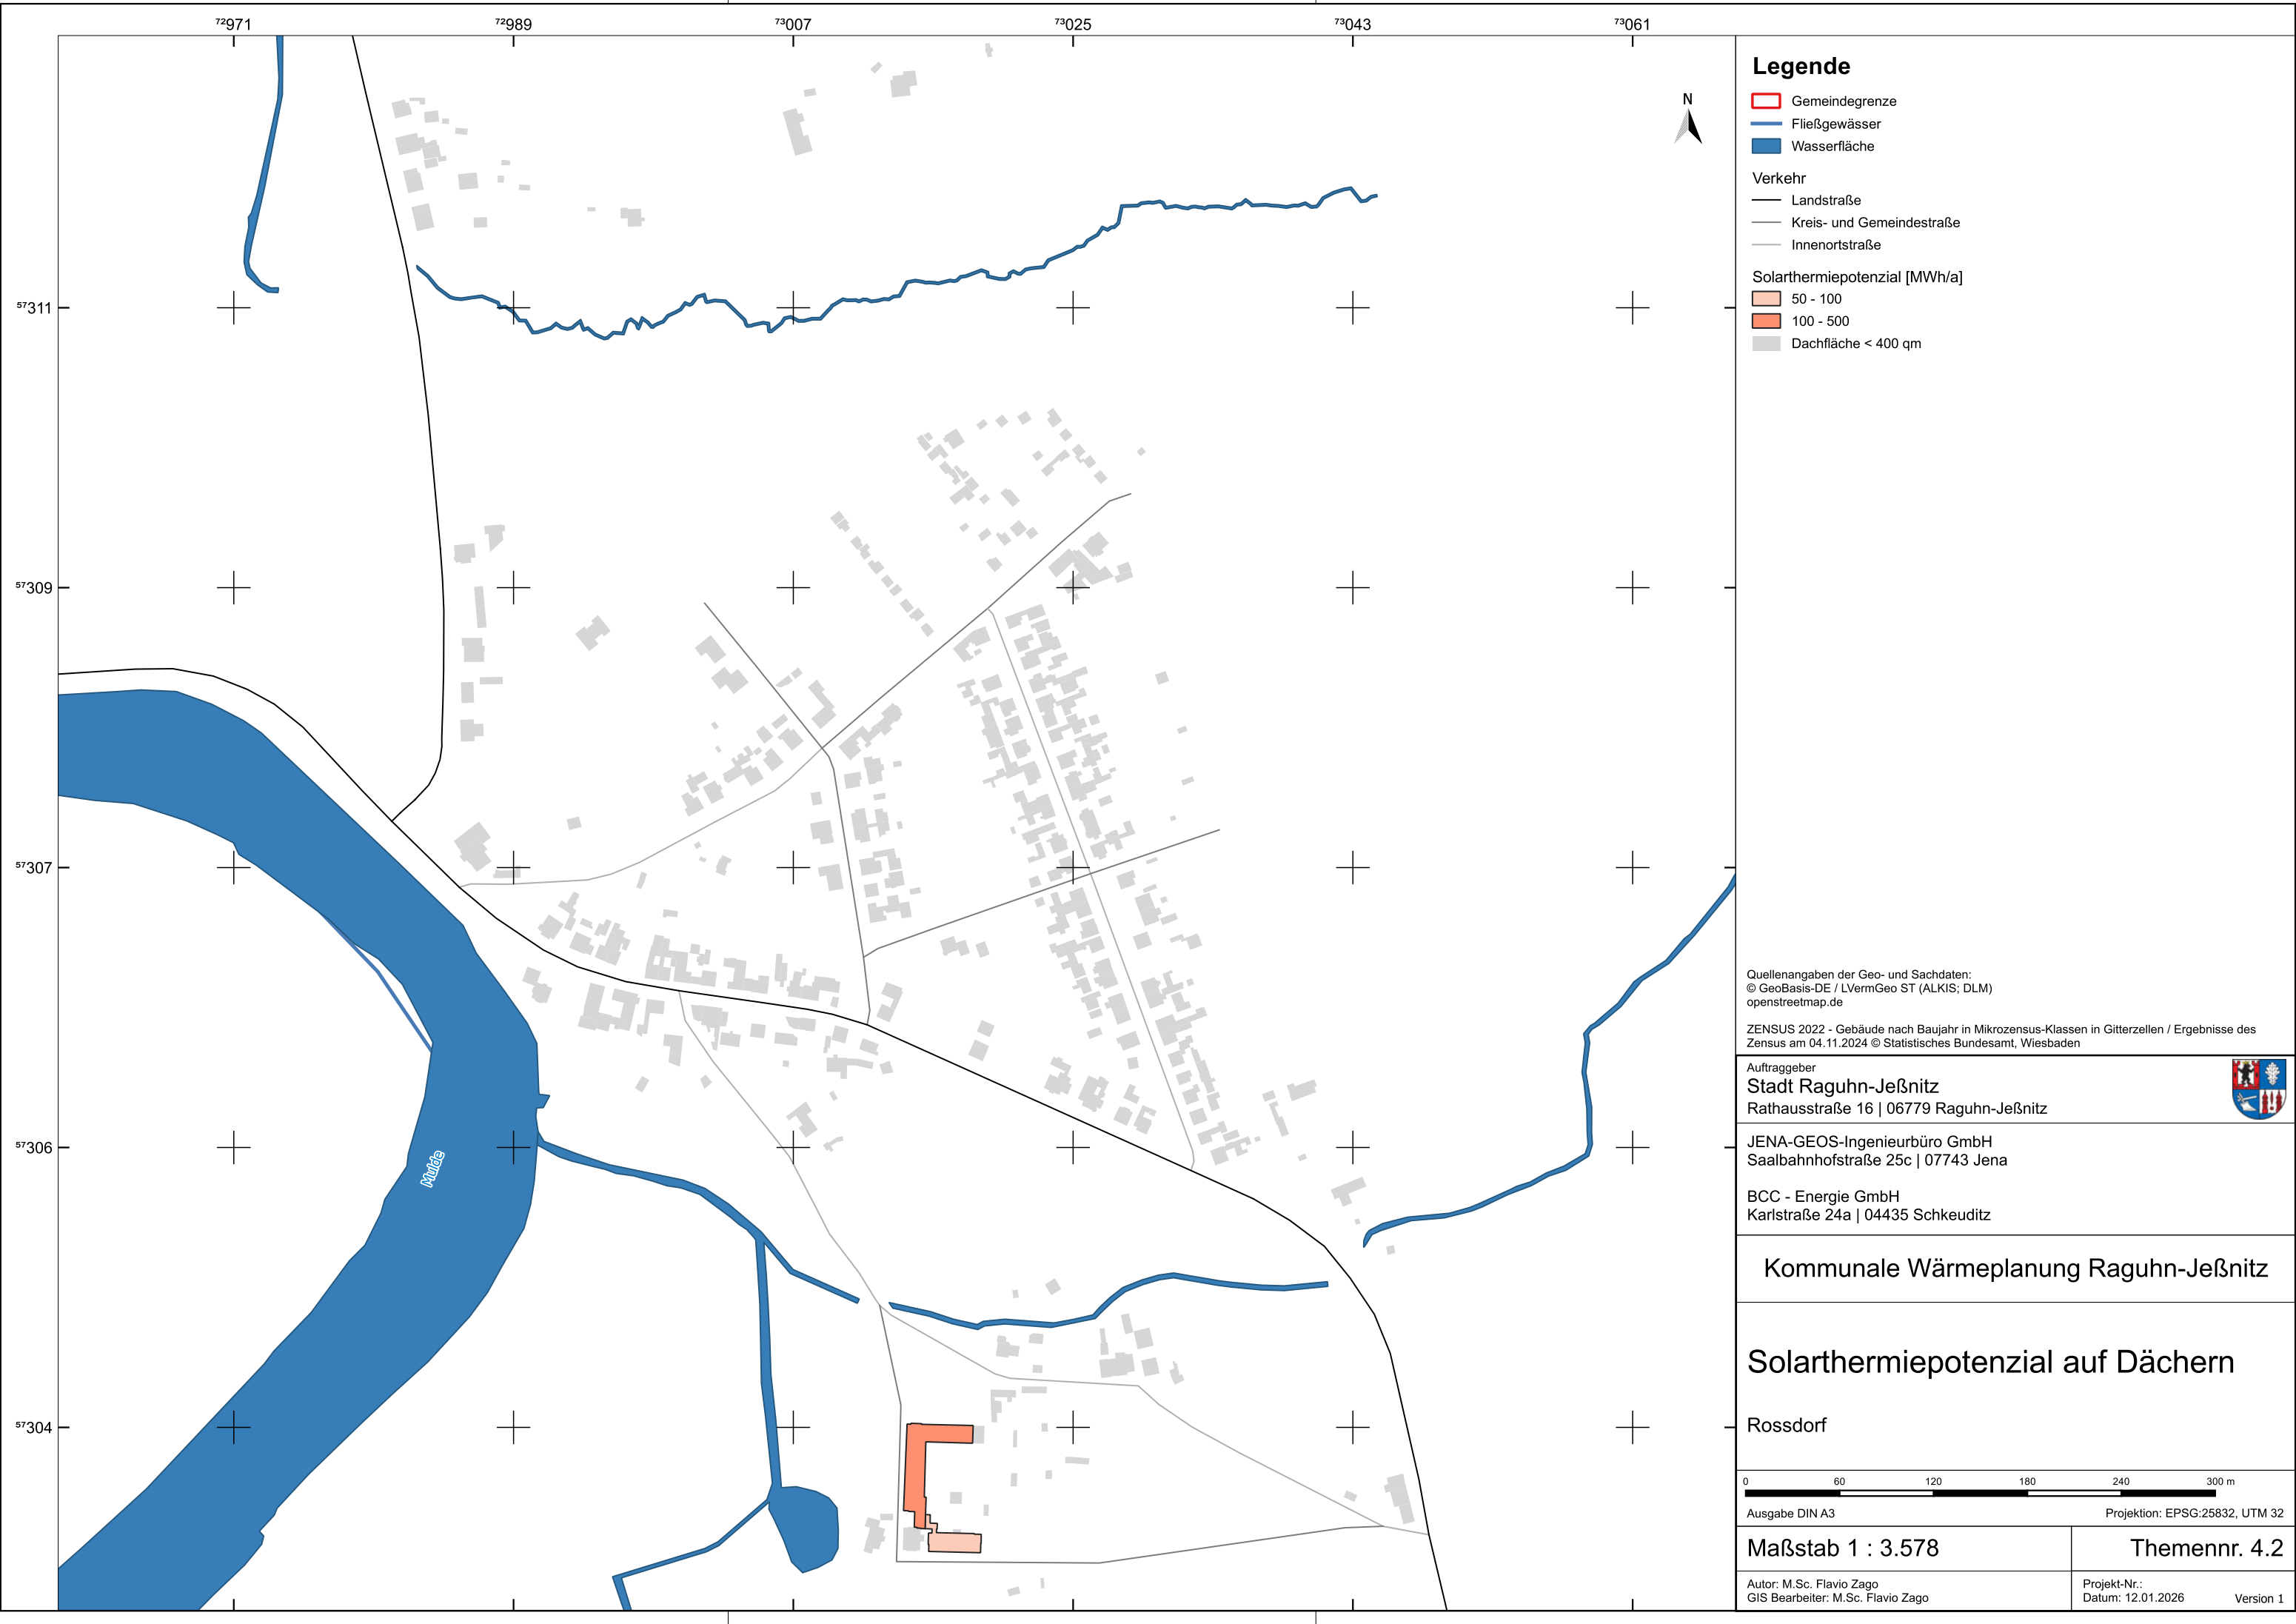 72971
72989
73007
73025
73043
73061
57311
57309
57307
57306
57304
Mulde
N
Legende
Gemeindegrenze
Fließgewässer
Wasserfläche
Verkehr
Landstraße
Kreis- und Gemeindestraße
Innenortstraße
Solarthermiepotenzial [MWh/a]
50 - 100
100 - 500
Dachfläche < 400 qm
Quellenangaben der Geo- und Sachdaten:
© GeoBasis-DE / LVermGeo ST (ALKIS; DLM)
openstreetmap.de
ZENSUS 2022 - Gebäude nach Baujahr in Mikrozensus-Klassen in Gitterzellen / Ergebnisse des
Zensus am 04.11.2024 © Statistisches Bundesamt, Wiesbaden
Auftraggeber
Stadt Raguhn-Jeßnitz
Rathausstraße 16 | 06779 Raguhn-Jeßnitz
JENA-GEOS-Ingenieurbüro GmbH
Saalbahnhofstraße 25c | 07743 Jena
BCC - Energie GmbH
Karlstraße 24a | 04435 Schkeuditz
Kommunale Wärmeplanung Raguhn-Jeßnitz
Solarthermiepotenzial auf Dächern
Rossdorf
0 60 120 180 240 300 m
Ausgabe DIN A3 Projektion: EPSG:25832, UTM 32
Maßstab 1 : 3.578 Themennr. 4.2
Autor: M.Sc. Flavio Zago Projekt-Nr.:
GIS Bearbeiter: M.Sc. Flavio Zago Datum: 12.01.2026 Version 1